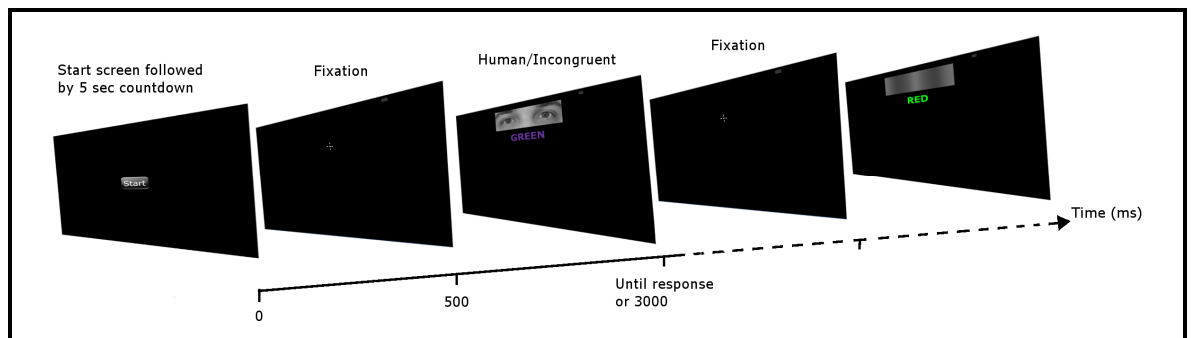 Start screen followed
by 5 sec countdown
Fixation
Human/Incongruent
Fixation
Start
GREEN
RED
Time (ms)
0
500
Until response
or 3000